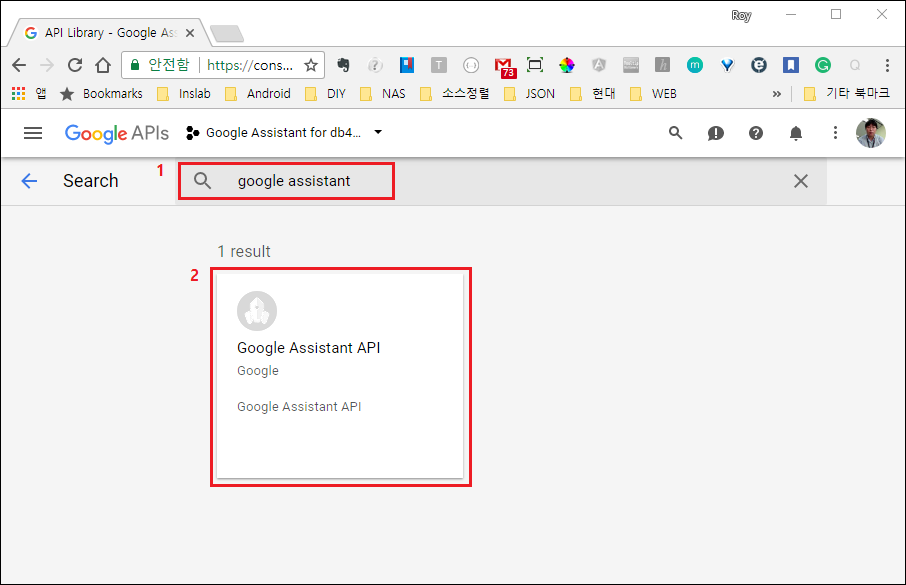 Roy
API Library - Google Ass
안전함 https://cons...
T
73
앱 Bookmarks Inslab Android DIY NAS 소스정렬 JSON 현대 WEB » 기타 북마크
Google APIs Google Assistant for db4...
Search 1 google assistant
1 result
2
Google Assistant API
Google
Google Assistant API